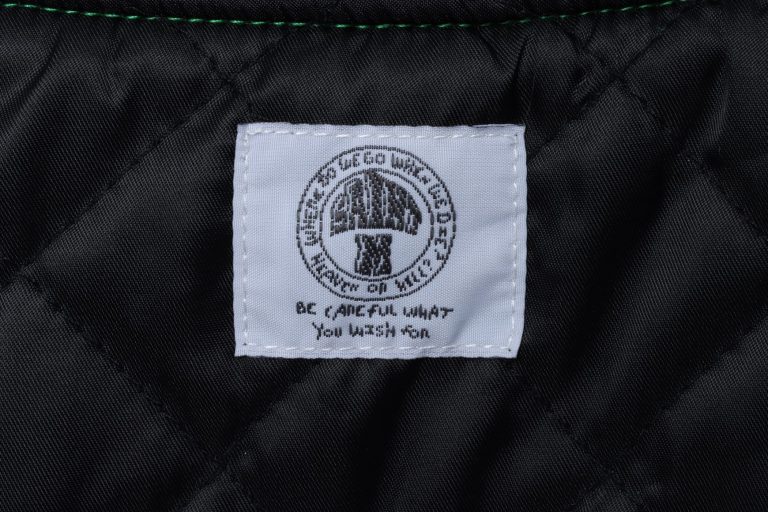 WHERE DO WE GO WHEN WE DIE?
HEAVEN OR HELL?
BE CAREFUL WHAT
YOU WISH FOR